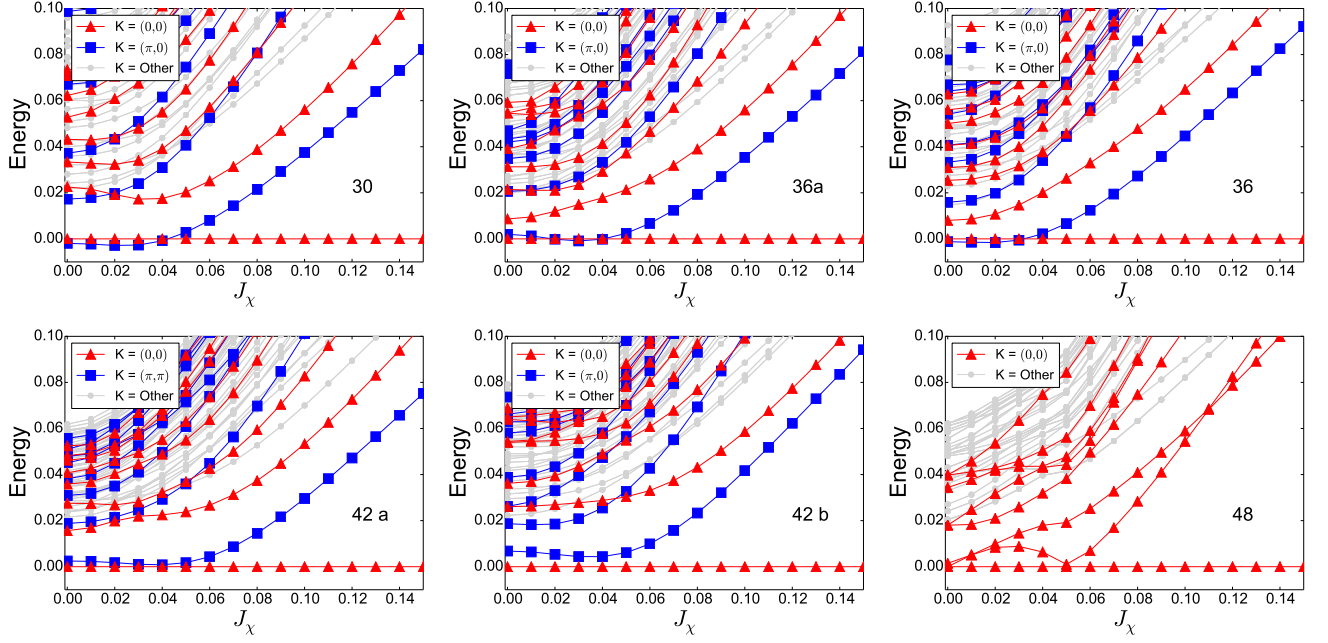 0.10
0.08
0.06
0.04
0.02
0.00
Energy
K = (0,0)
K = (π,0)
K = Other
30
0.00 0.02 0.04 0.06 0.08 0.10 0.12 0.14
J_χ
0.10
0.08
0.06
0.04
0.02
0.00
Energy
K = (0,0)
K = (π,0)
K = Other
36a
0.00 0.02 0.04 0.06 0.08 0.10 0.12 0.14
J_χ
0.10
0.08
0.06
0.04
0.02
0.00
Energy
K = (0,0)
K = (π,0)
K = Other
36
0.00 0.02 0.04 0.06 0.08 0.10 0.12 0.14
J_χ
0.10
0.08
0.06
0.04
0.02
0.00
Energy
K = (0,0)
K = (π,π)
K = Other
42 a
0.00 0.02 0.04 0.06 0.08 0.10 0.12 0.14
J_χ
0.10
0.08
0.06
0.04
0.02
0.00
Energy
K = (0,0)
K = (π,0)
K = Other
42 b
0.00 0.02 0.04 0.06 0.08 0.10 0.12 0.14
J_χ
0.10
0.08
0.06
0.04
0.02
0.00
Energy
K = (0,0)
K = Other
48
0.00 0.02 0.04 0.06 0.08 0.10 0.12 0.14
J_χ